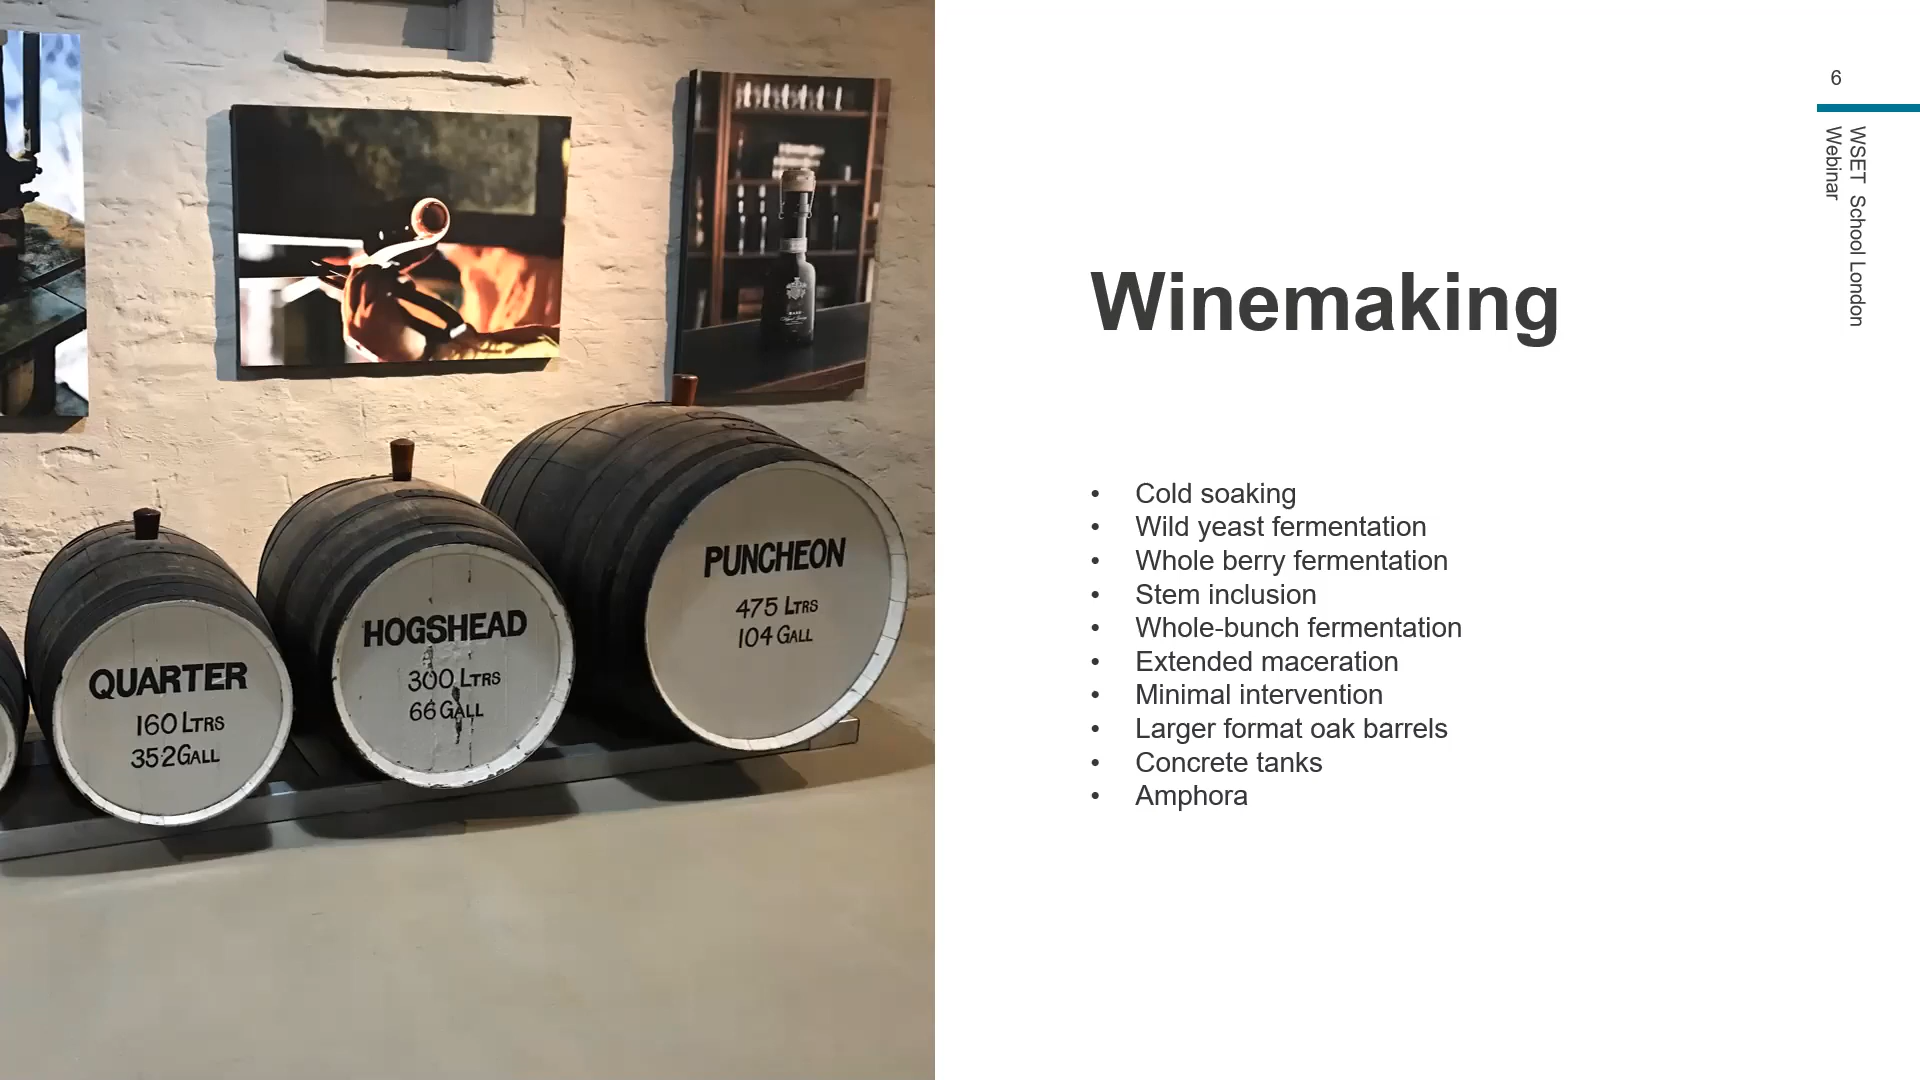 6
WSET School London
Webinar
Winemaking
• Cold soaking
• Wild yeast fermentation
• Whole berry fermentation
• Stem inclusion
• Whole-bunch fermentation
• Extended maceration
• Minimal intervention
• Larger format oak barrels
• Concrete tanks
• Amphora
QUARTER
160 LTRS
352 GALL
HOGSHEAD
300 LTRS
66 GALL
PUNCHEON
475 LTRS
104 GALL